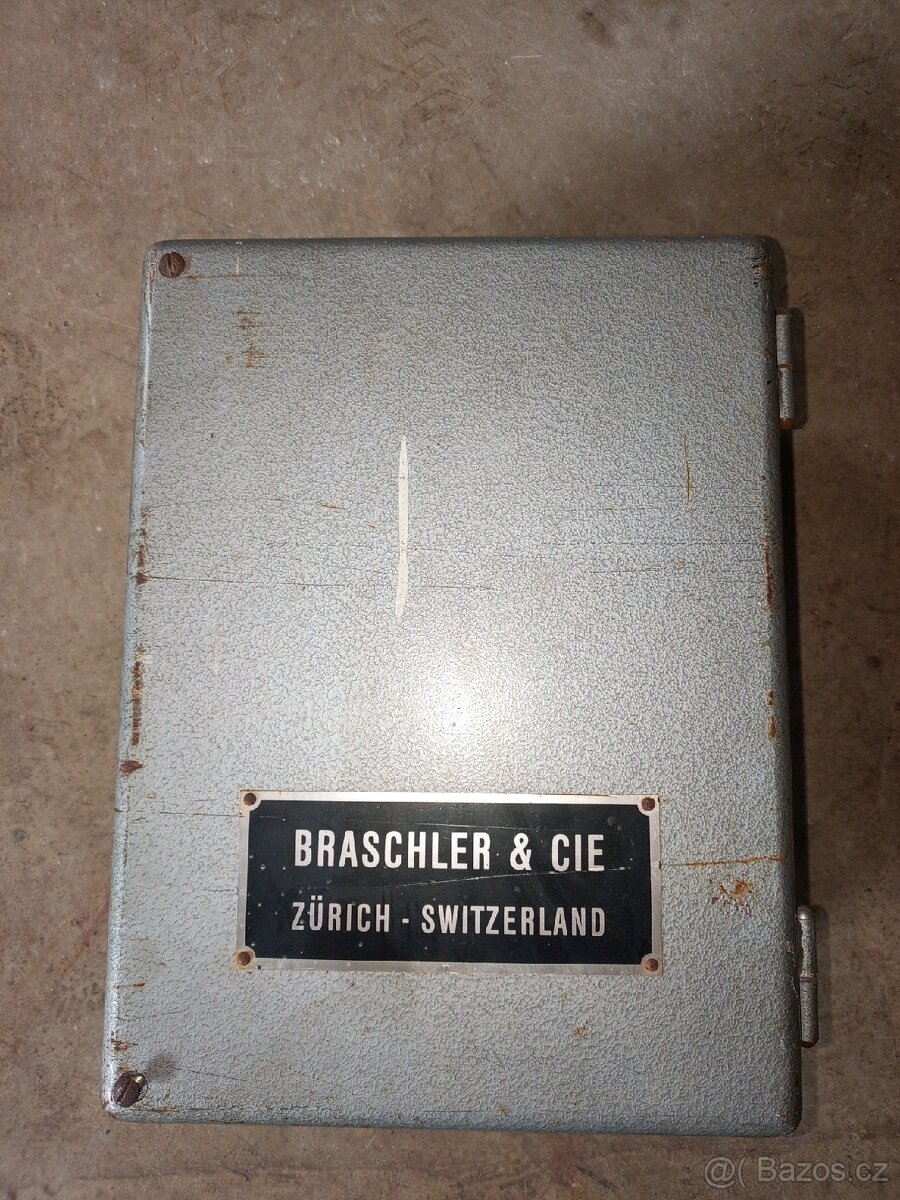 BRASCHLER & CIE
ZÜRICH - SWITZERLAND
@( Bazos.cz